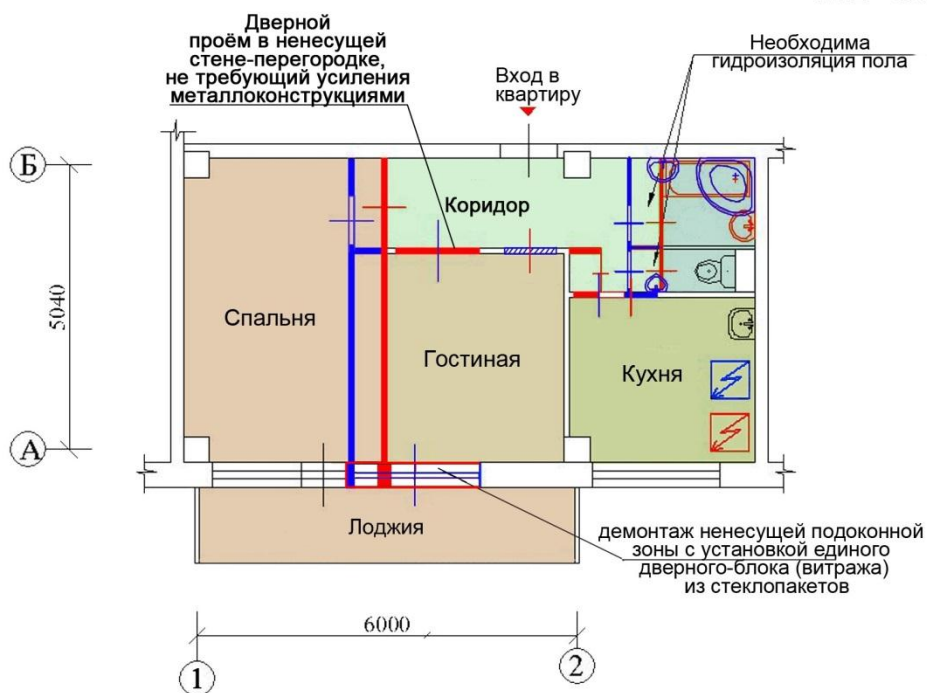 Дверной
проём в ненесущей
стене-перегородке,
не требующий усиления
металлоконструкциями
Вход в
квартиру
Необходима
гидроизоляция пола
Б
Коридор
5040
Спальня
Гостиная
Кухня
А
Лоджия
демонтаж ненесущей подоконной
зоны с установкой единого
дверного-блока (витража)
из стеклопакетов
6000
1
2